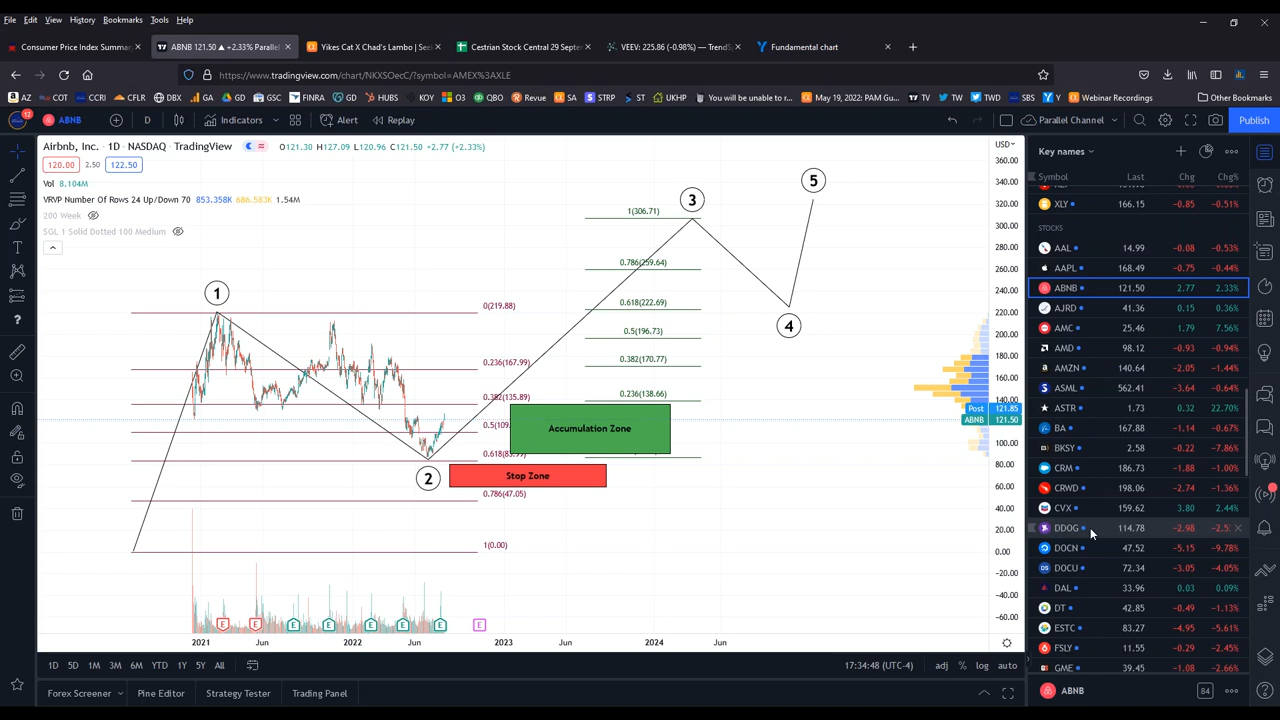 File Edit View History Bookmarks Tools Help
Consumer Price Index Summar
ABNB 121.50 ▲ +2.33% Parallel
Yikes Cat X Chad's Lambo | Seek
Cestrian Stock Central 29 Septem
VEEV: 225.86 (-0.98%) — TrendS
Fundamental chart
https://www.tradingview.com/chart/NKXSOecC/?symbol=AMEX%3AXLE
AZ COT CCRI CFLR DBX GA GD GSC FINRA GD HUBS KOY O3 QBO Revue SA STRP ST UKHP You will be unable to r... May 19, 2022: PAM Gu... TV TW TWD SBS Y Webinar Recordings Other Bookmarks
12 ABNB D Indicators Alert Replay Parallel Channel Publish
Airbnb, Inc. · 1D · NASDAQ · TradingView O121.30 H127.09 L120.96 C121.50 +2.77 (+2.33%)
120.00 2.50 122.50
Vol 8.104M
VRVP Number Of Rows 24 Up/Down 70 853.358K 686.583K 1.54M
200 Week
SGL 1 Solid Dotted 100 Medium
USD
360.00
340.00
320.00
300.00
280.00
260.00
240.00
220.00
200.00
180.00
160.00
140.00
Post 121.85
ABNB 121.50
100.00
80.00
60.00
40.00
20.00
0.00
−20.00
−40.00
−60.00
1
2
3
4
5
0(219.88)
0.236(167.99)
0.382(135.89)
0.5(109.
0.618(83.99)
0.786(47.05)
1(0.00)
1(306.71)
0.786(259.64)
0.618(222.69)
0.5(196.73)
0.382(170.77)
0.236(138.66)
Accumulation Zone
Stop Zone
E E E E E E E E
2021 Jun 2022 Jun 2023 Jun 2024 Jun
1D 5D 1M 3M 6M YTD 1Y 5Y All
17:34:48 (UTC-4) adj % log auto
Forex Screener Pine Editor Strategy Tester Trading Panel
Key names
Symbol Last Chg Chg%
XLY 166.15 −0.85 −0.51%
STOCKS
AAL 14.99 −0.08 −0.53%
AAPL 168.49 −0.75 −0.44%
ABNB 121.50 2.77 2.33%
AJRD 41.36 0.15 0.36%
AMC 25.46 1.79 7.56%
AMD 98.12 −0.93 −0.94%
AMZN 140.64 −2.05 −1.44%
ASML 562.41 −3.64 −0.64%
ASTR 1.73 0.32 22.70%
BA 167.88 −1.14 −0.67%
BKSY 2.58 −0.22 −7.86%
CRM 186.73 −1.88 −1.00%
CRWD 198.06 −2.74 −1.36%
CVX 159.62 3.80 2.44%
DDOG 114.78 −2.98 −2.5
DOCN 47.52 −5.15 −9.78%
DOCU 72.34 −3.05 −4.05%
DAL 33.96 0.03 0.09%
DT 42.85 −0.49 −1.13%
ESTC 83.27 −4.95 −5.61%
FSLY 11.55 −0.29 −2.45%
GME 39.45 −1.08 −2.66%
ABNB 84